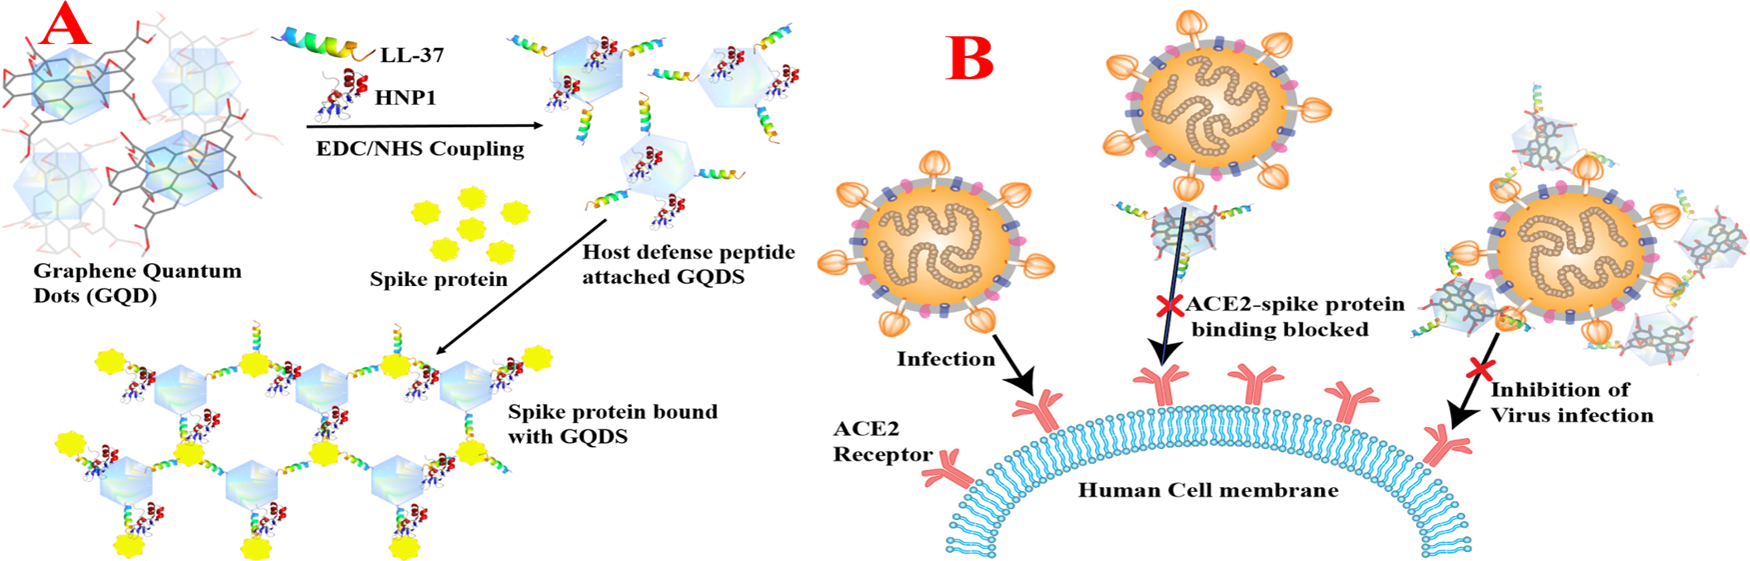 A
LL-37
HNP1
EDC/NHS Coupling
Graphene Quantum
Dots (GQD)
Spike protein
Host defense peptide
attached GQDS
Spike protein bound
with GQDS
B
Infection
ACE2-spike protein
binding blocked
Inhibition of
Virus infection
ACE2
Receptor
Human Cell membrane